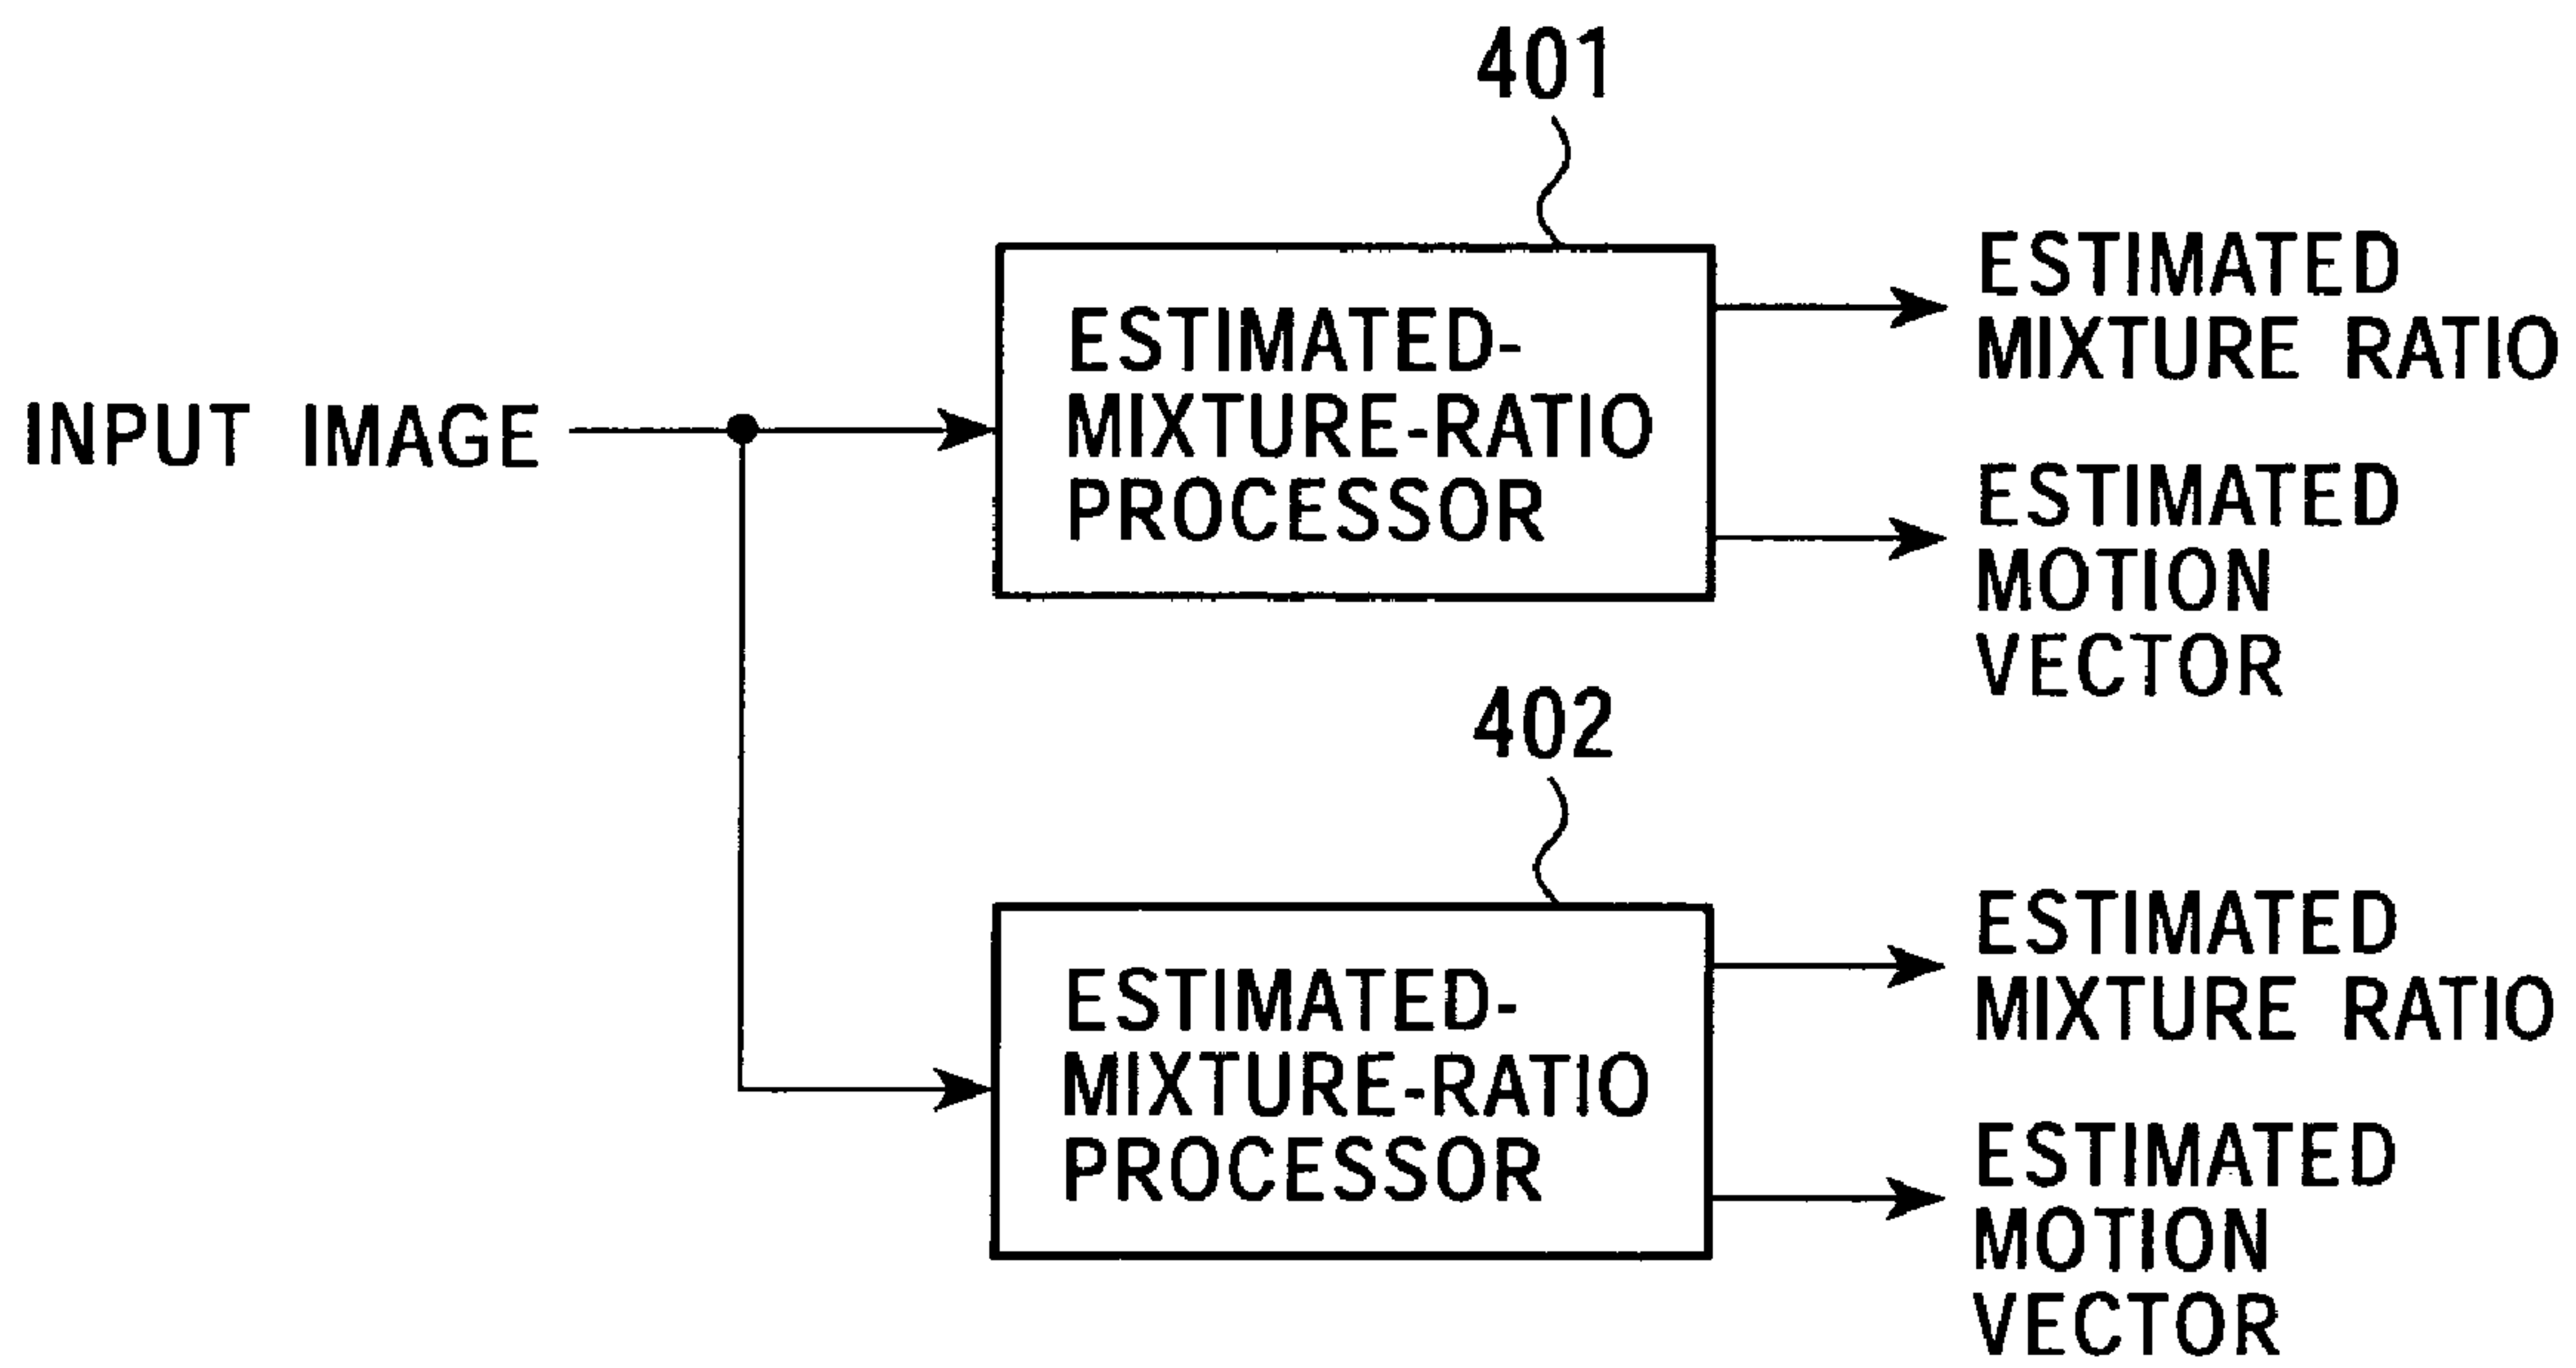 401
INPUT IMAGE
ESTIMATED-
MIXTURE-RATIO
PROCESSOR
ESTIMATED
MIXTURE RATIO
ESTIMATED
MOTION
VECTOR
402
ESTIMATED-
MIXTURE-RATIO
PROCESSOR
ESTIMATED
MIXTURE RATIO
ESTIMATED
MOTION
VECTOR